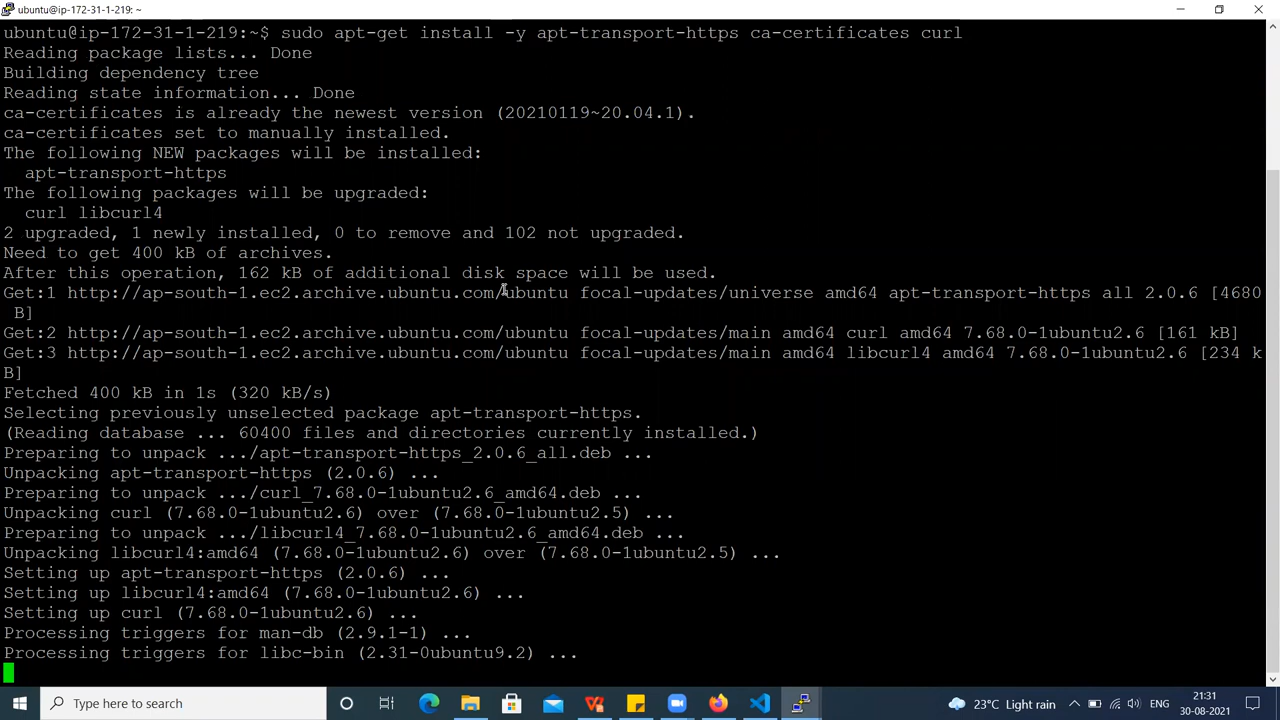 ubuntu@ip-172-31-1-219: ~
ubuntu@ip-172-31-1-219:~$ sudo apt-get install -y apt-transport-https ca-certificates curl
Reading package lists... Done
Building dependency tree
Reading state information... Done
ca-certificates is already the newest version (20210119~20.04.1).
ca-certificates set to manually installed.
The following NEW packages will be installed:
  apt-transport-https
The following packages will be upgraded:
  curl libcurl4
2 upgraded, 1 newly installed, 0 to remove and 102 not upgraded.
Need to get 400 kB of archives.
After this operation, 162 kB of additional disk space will be used.
Get:1 http://ap-south-1.ec2.archive.ubuntu.com/ubuntu focal-updates/universe amd64 apt-transport-https all 2.0.6 [4680
 B]
Get:2 http://ap-south-1.ec2.archive.ubuntu.com/ubuntu focal-updates/main amd64 curl amd64 7.68.0-1ubuntu2.6 [161 kB]
Get:3 http://ap-south-1.ec2.archive.ubuntu.com/ubuntu focal-updates/main amd64 libcurl4 amd64 7.68.0-1ubuntu2.6 [234 k
B]
Fetched 400 kB in 1s (320 kB/s)
Selecting previously unselected package apt-transport-https.
(Reading database ... 60400 files and directories currently installed.)
Preparing to unpack .../apt-transport-https_2.0.6_all.deb ...
Unpacking apt-transport-https (2.0.6) ...
Preparing to unpack .../curl_7.68.0-1ubuntu2.6_amd64.deb ...
Unpacking curl (7.68.0-1ubuntu2.6) over (7.68.0-1ubuntu2.5) ...
Preparing to unpack .../libcurl4_7.68.0-1ubuntu2.6_amd64.deb ...
Unpacking libcurl4:amd64 (7.68.0-1ubuntu2.6) over (7.68.0-1ubuntu2.5) ...
Setting up apt-transport-https (2.0.6) ...
Setting up libcurl4:amd64 (7.68.0-1ubuntu2.6) ...
Setting up curl (7.68.0-1ubuntu2.6) ...
Processing triggers for man-db (2.9.1-1) ...
Processing triggers for libc-bin (2.31-0ubuntu9.2) ...
Type here to search
23°C Light rain
21:31
30-08-2021